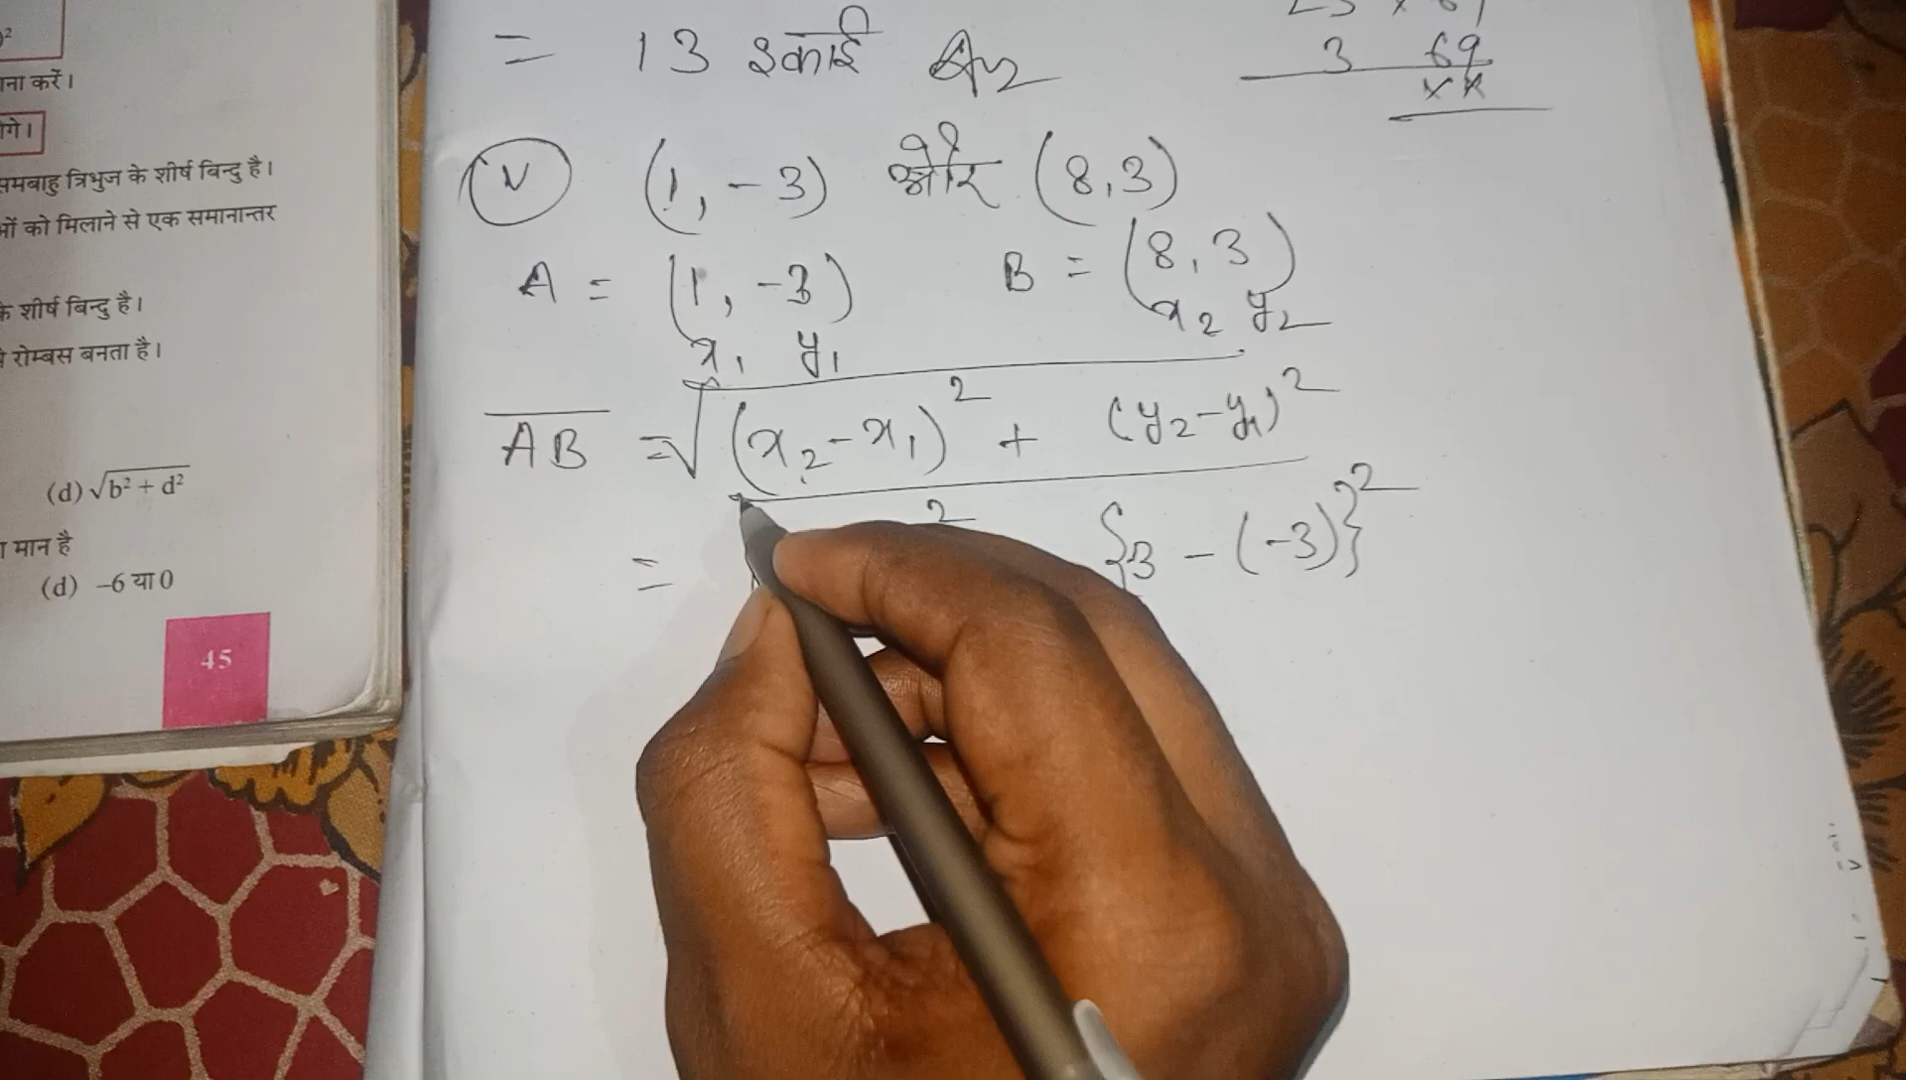 )²
ाना करें।
ोगे।
समबाहु त्रिभुज के शीर्ष बिन्दु है।
को मिलाने से एक समानान्तर
के शीर्ष बिन्दु है।
रोम्बस बनता है।
(d) √b² + d²
मान है
(d) –6 या 0
45
= 13 इकाई Ans
3 69
××
(v) (1, -3) और (8, 3)
A = (1, -3) B = (8, 3)
x₁ y₁ x₂ y₂
AB = √(x₂ - x₁)² + (y₂ - y₁)²
= ² {3 - (-3)}²